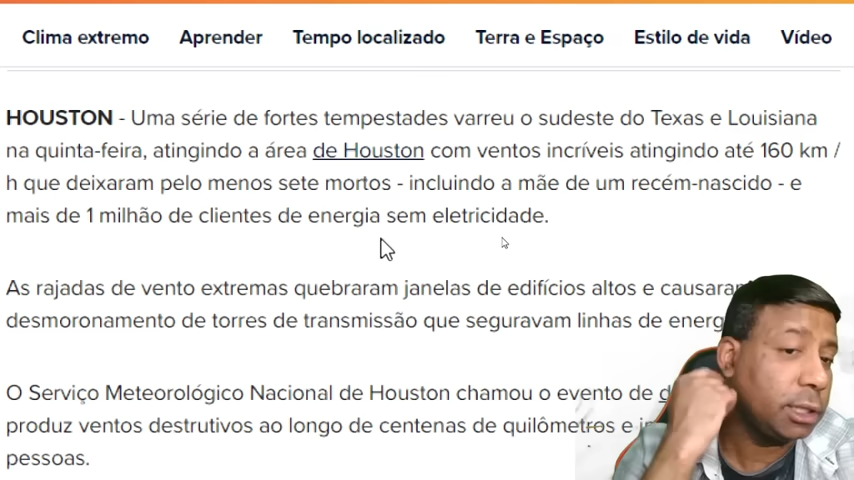 Clima extremo Aprender Tempo localizado Terra e Espaço Estilo de vida Vídeo
HOUSTON - Uma série de fortes tempestades varreu o sudeste do Texas e Louisiana
na quinta-feira, atingindo a área de Houston com ventos incríveis atingindo até 160 km /
h que deixaram pelo menos sete mortos - incluindo a mãe de um recém-nascido - e
mais de 1 milhão de clientes de energia sem eletricidade.
As rajadas de vento extremas quebraram janelas de edifícios altos e
desmoronamento de torres de transmissão que seguravam linhas de
O Serviço Meteorológico Nacional de Houston chamou o evento de
produz ventos destrutivos ao longo de centenas de quilômetros e
pessoas.